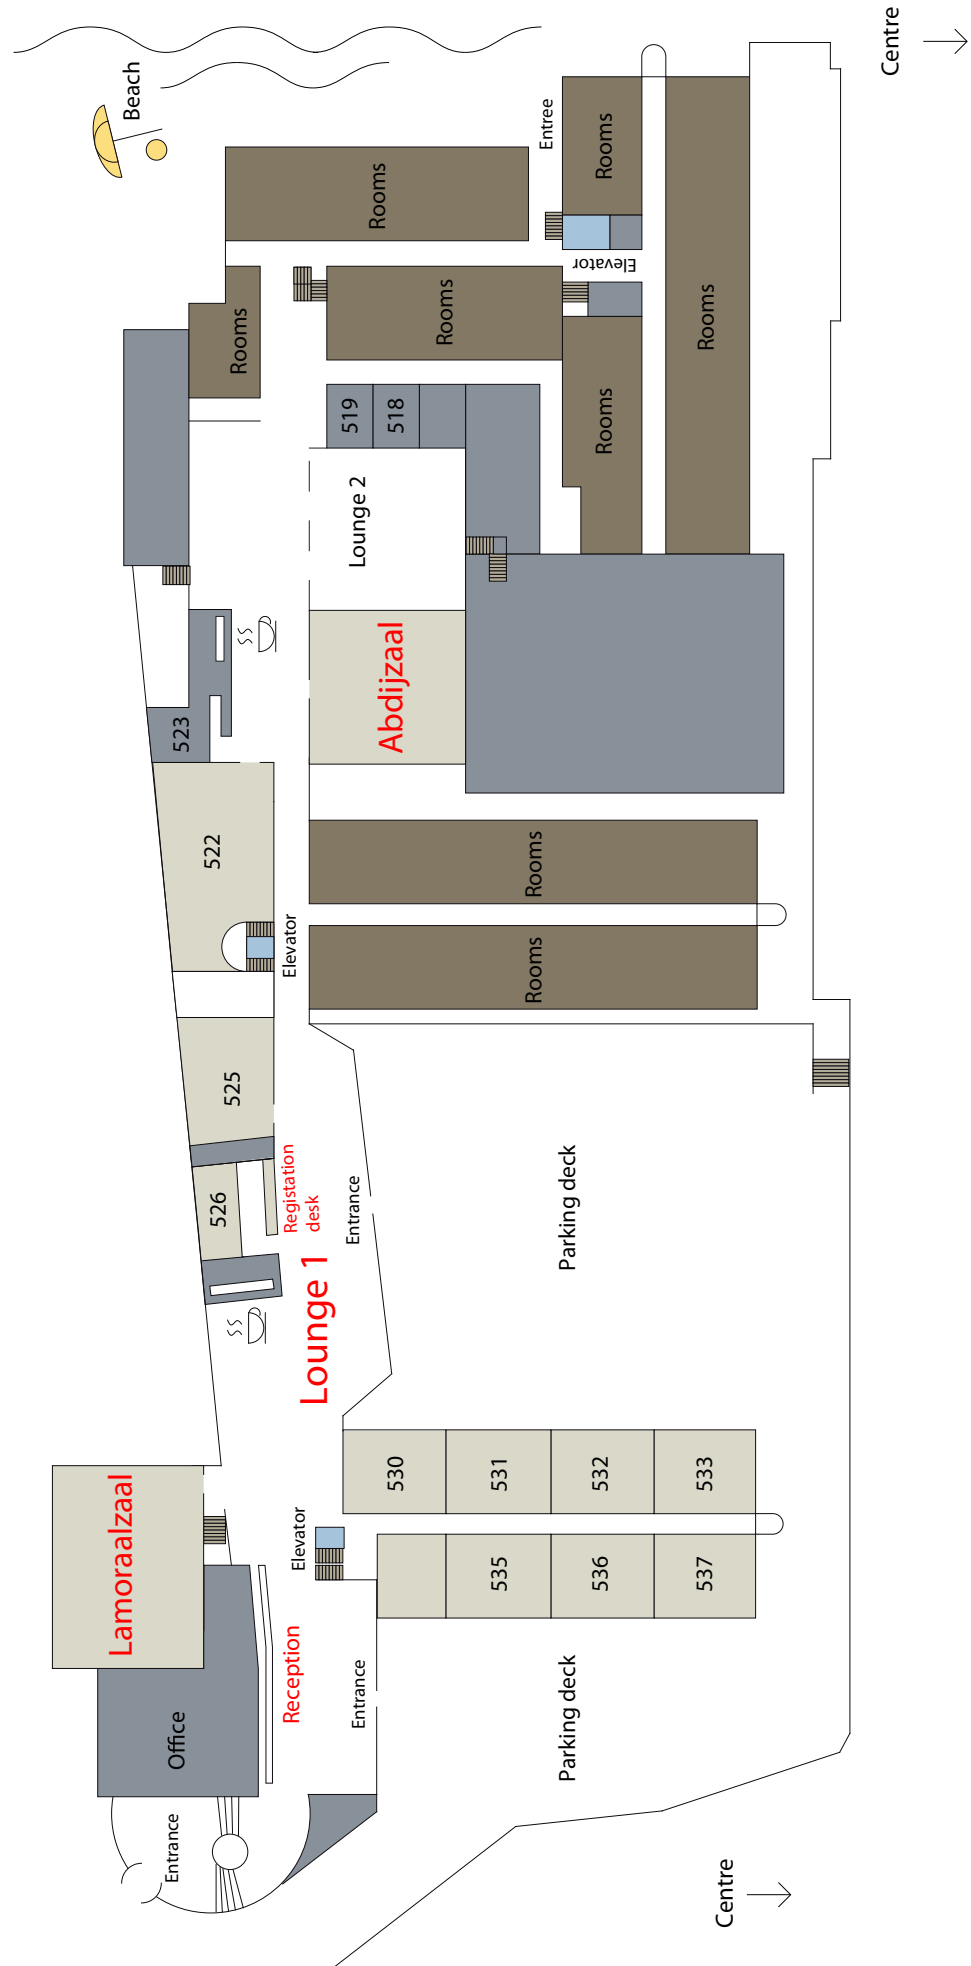 Centre
Beach
Entree
Rooms
Rooms
Elevator
Rooms
Rooms
Rooms
Rooms
519
518
Rooms
Lounge 2
Abdijzaal
523
522
Rooms
Elevator
Rooms
525
Registation
desk
526
Entrance
Parking deck
Lounge 1
530
531
532
533
Lamoraalzaal
Elevator
535
536
537
Reception
Entrance
Parking deck
Office
Entrance
Centre